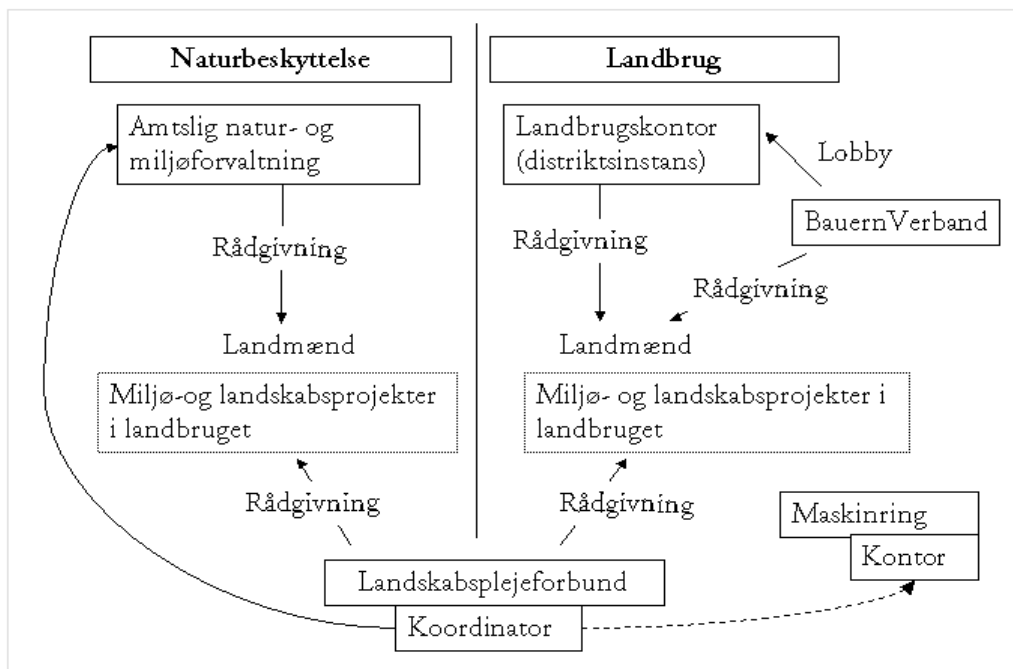 Naturbeskyttelse
Landbrug
Amtslig natur- og
miljøforvaltning
Landbrugskontor
(distriktsinstans)
Lobby
BauernVerband
Rådgivning
Rådgivning
Rådgivning
Landmænd
Landmænd
Miljø-og landskabsprojekter
i landbruget
Miljø- og landskabsprojekter i
landbruget
Rådgivning
Rådgivning
Maskinring
Kontor
Landskabsplejeforbund
Koordinator